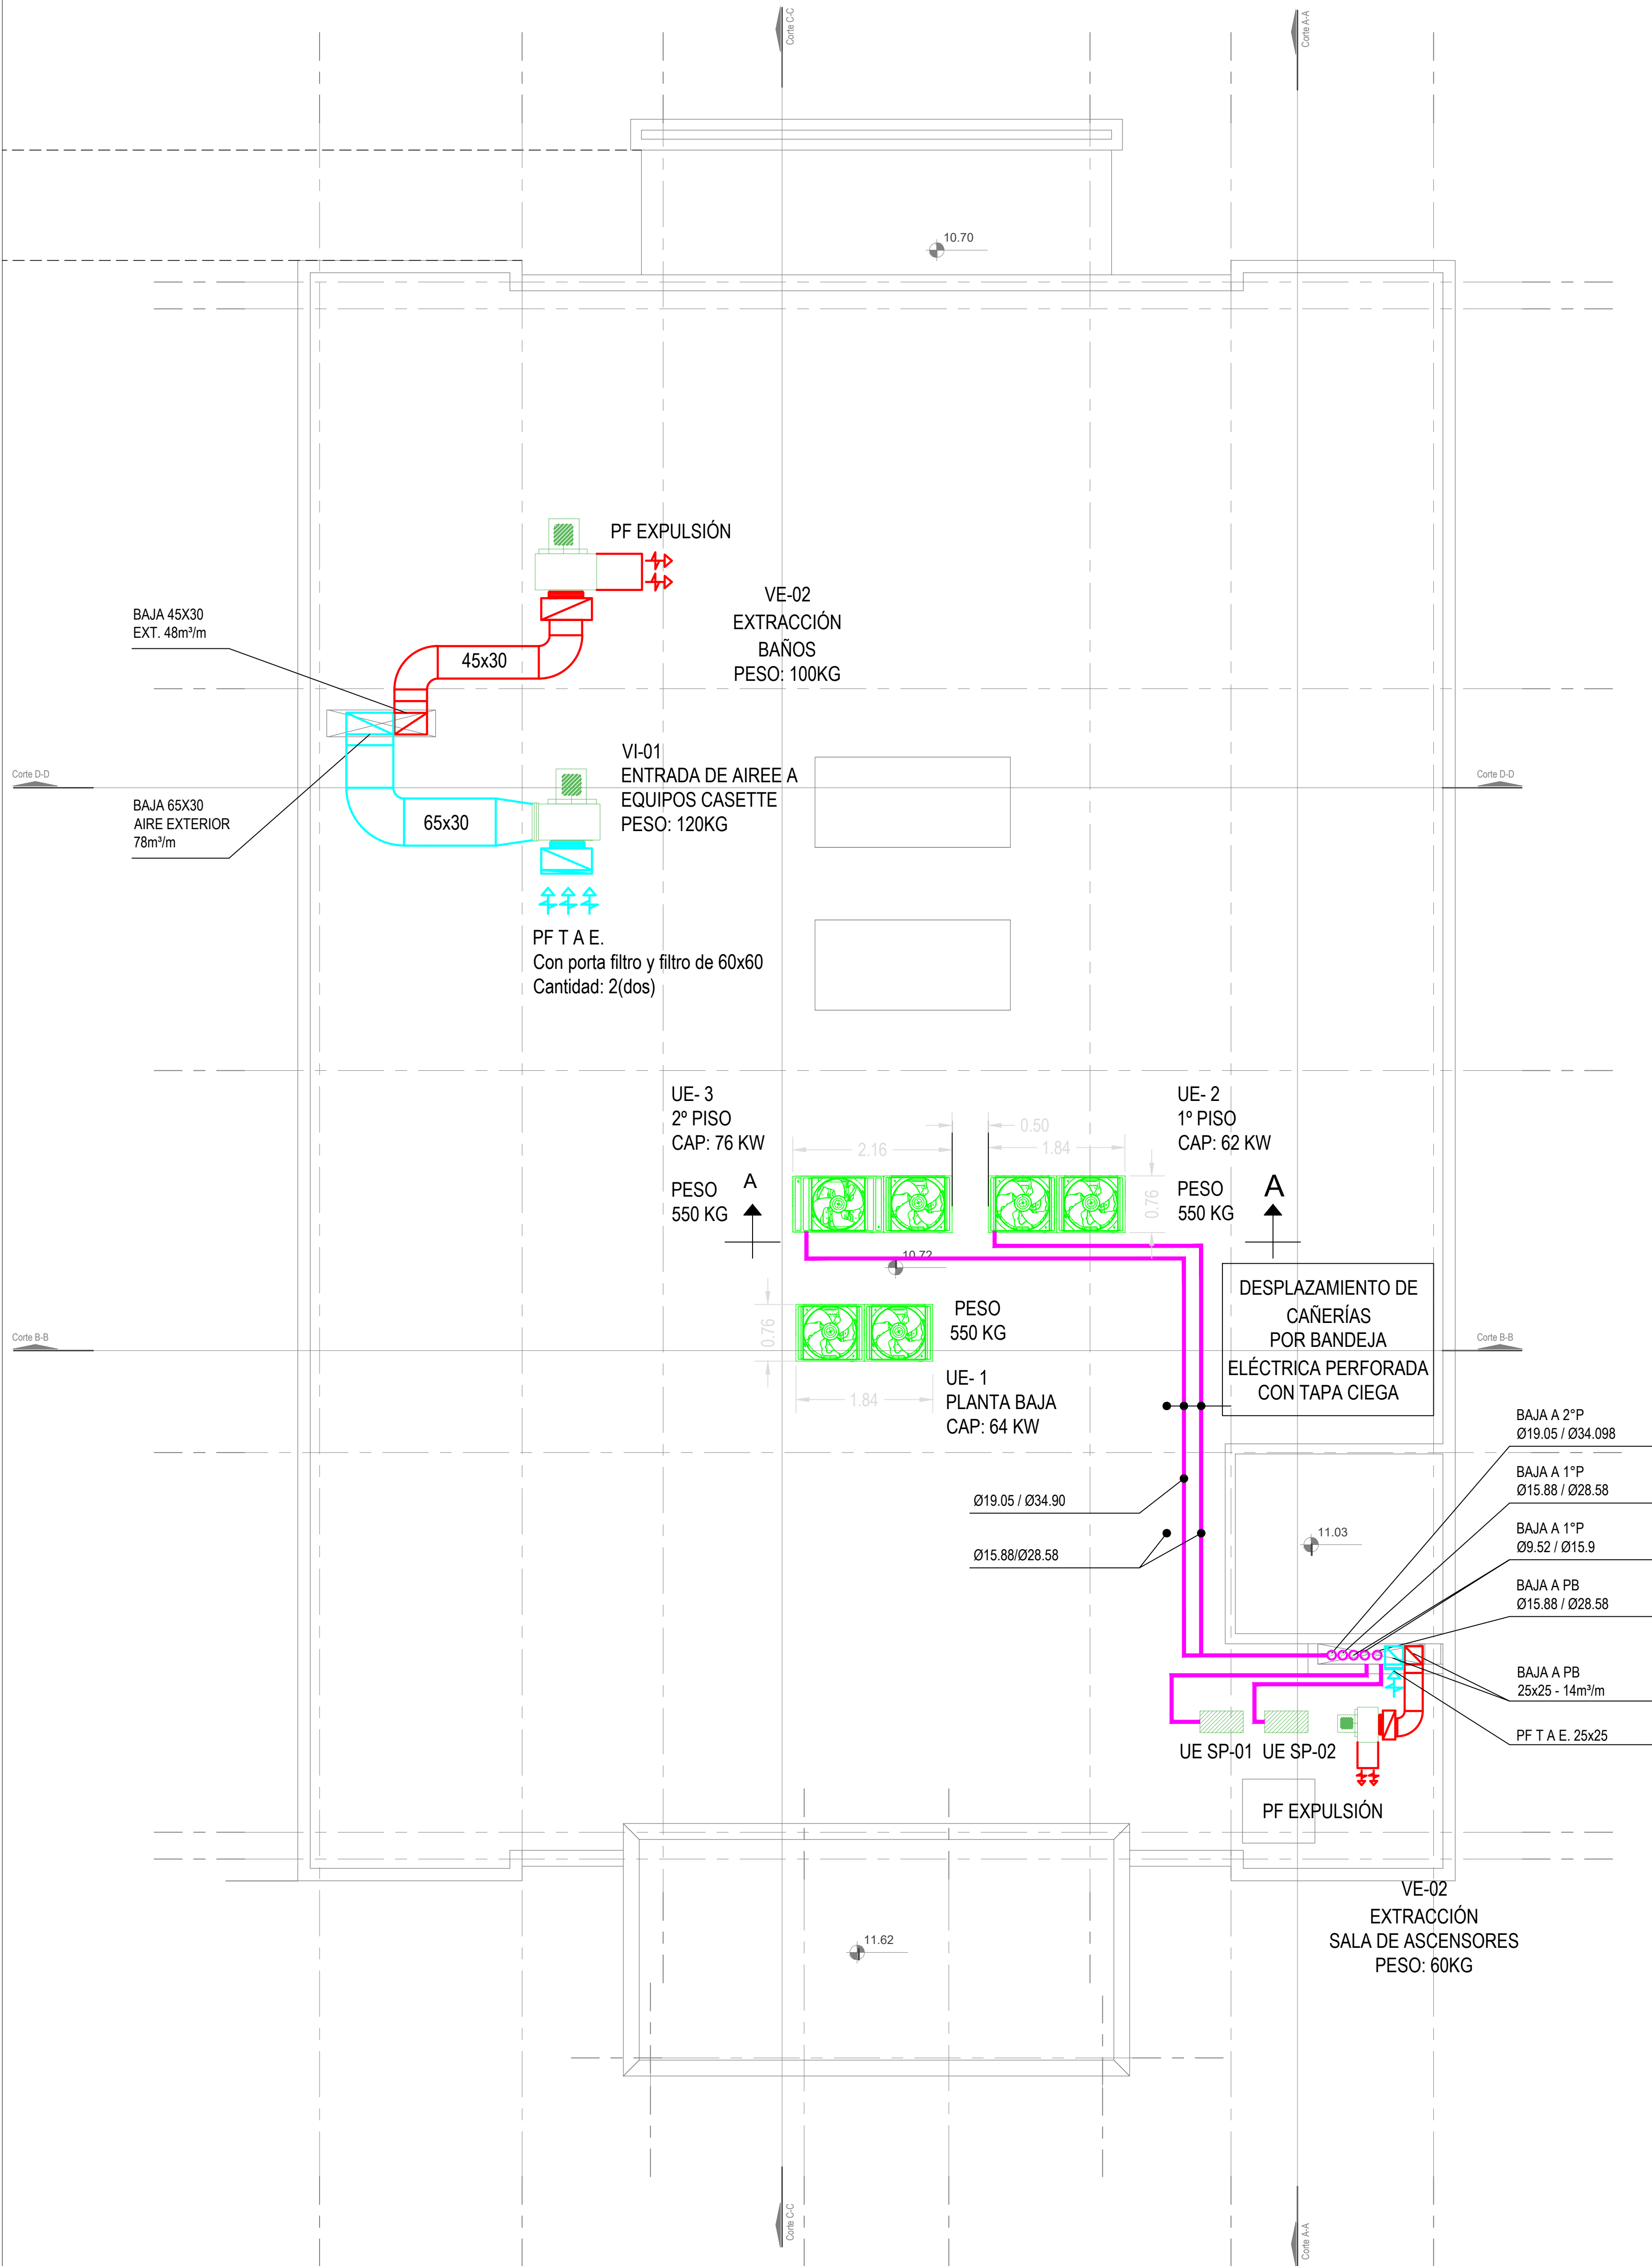 Corte C-C
Corte A-A
10.70
PF EXPULSIÓN
VE-02
EXTRACCIÓN
BAÑOS
PESO: 100KG
BAJA 45X30
EXT. 48m³/m
45x30
VI-01
ENTRADA DE AIREE A
EQUIPOS CASETTE
PESO: 120KG
Corte D-D
Corte D-D
BAJA 65X30
AIRE EXTERIOR
78m³/m
65x30
PF T A E.
Con porta filtro y filtro de 60x60
Cantidad: 2(dos)
UE- 3
2º PISO
CAP: 76 KW
PESO
550 KG
A
2.16
0.50
1.84
0.76
UE- 2
1º PISO
CAP: 62 KW
PESO
550 KG
A
10.72
DESPLAZAMIENTO DE
CAÑERÍAS
POR BANDEJA
ELÉCTRICA PERFORADA
CON TAPA CIEGA
0.76
1.84
PESO
550 KG
UE- 1
PLANTA BAJA
CAP: 64 KW
Corte B-B
Corte B-B
BAJA A 2°P
Ø19.05 / Ø34.098
BAJA A 1°P
Ø15.88 / Ø28.58
BAJA A 1°P
Ø9.52 / Ø15.9
BAJA A PB
Ø15.88 / Ø28.58
BAJA A PB
25x25 - 14m³/m
PF T A E. 25x25
Ø19.05 / Ø34.90
Ø15.88/Ø28.58
11.03
UE SP-01
UE SP-02
PF EXPULSIÓN
VE-02
EXTRACCIÓN
SALA DE ASCENSORES
PESO: 60KG
11.62
Corte C-C
Corte A-A